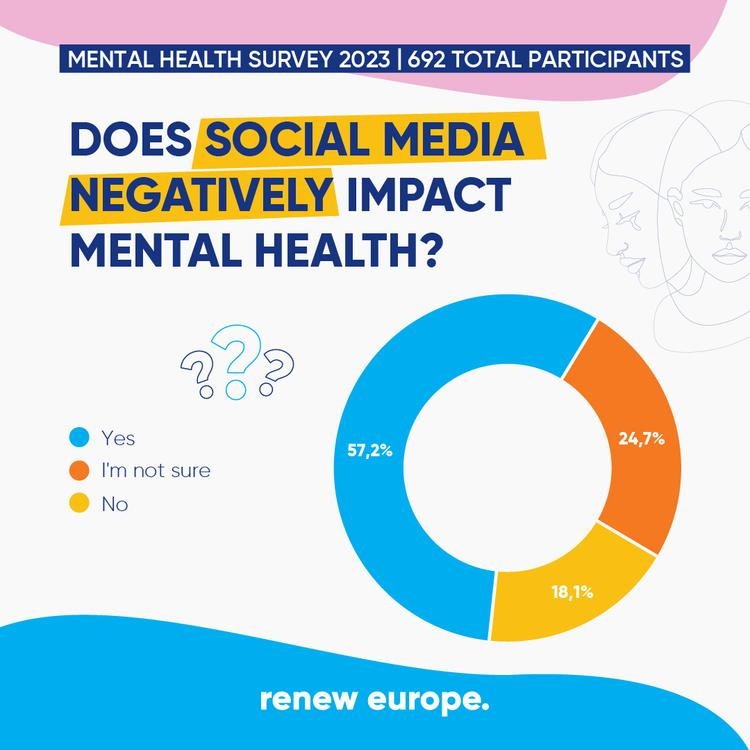 MENTAL HEALTH SURVEY 2023 | 692 TOTAL PARTICIPANTS
DOES SOCIAL MEDIA
NEGATIVELY IMPACT
MENTAL HEALTH?
???
Yes
I'm not sure
No
57,2%
24,7%
18,1%
renew europe.